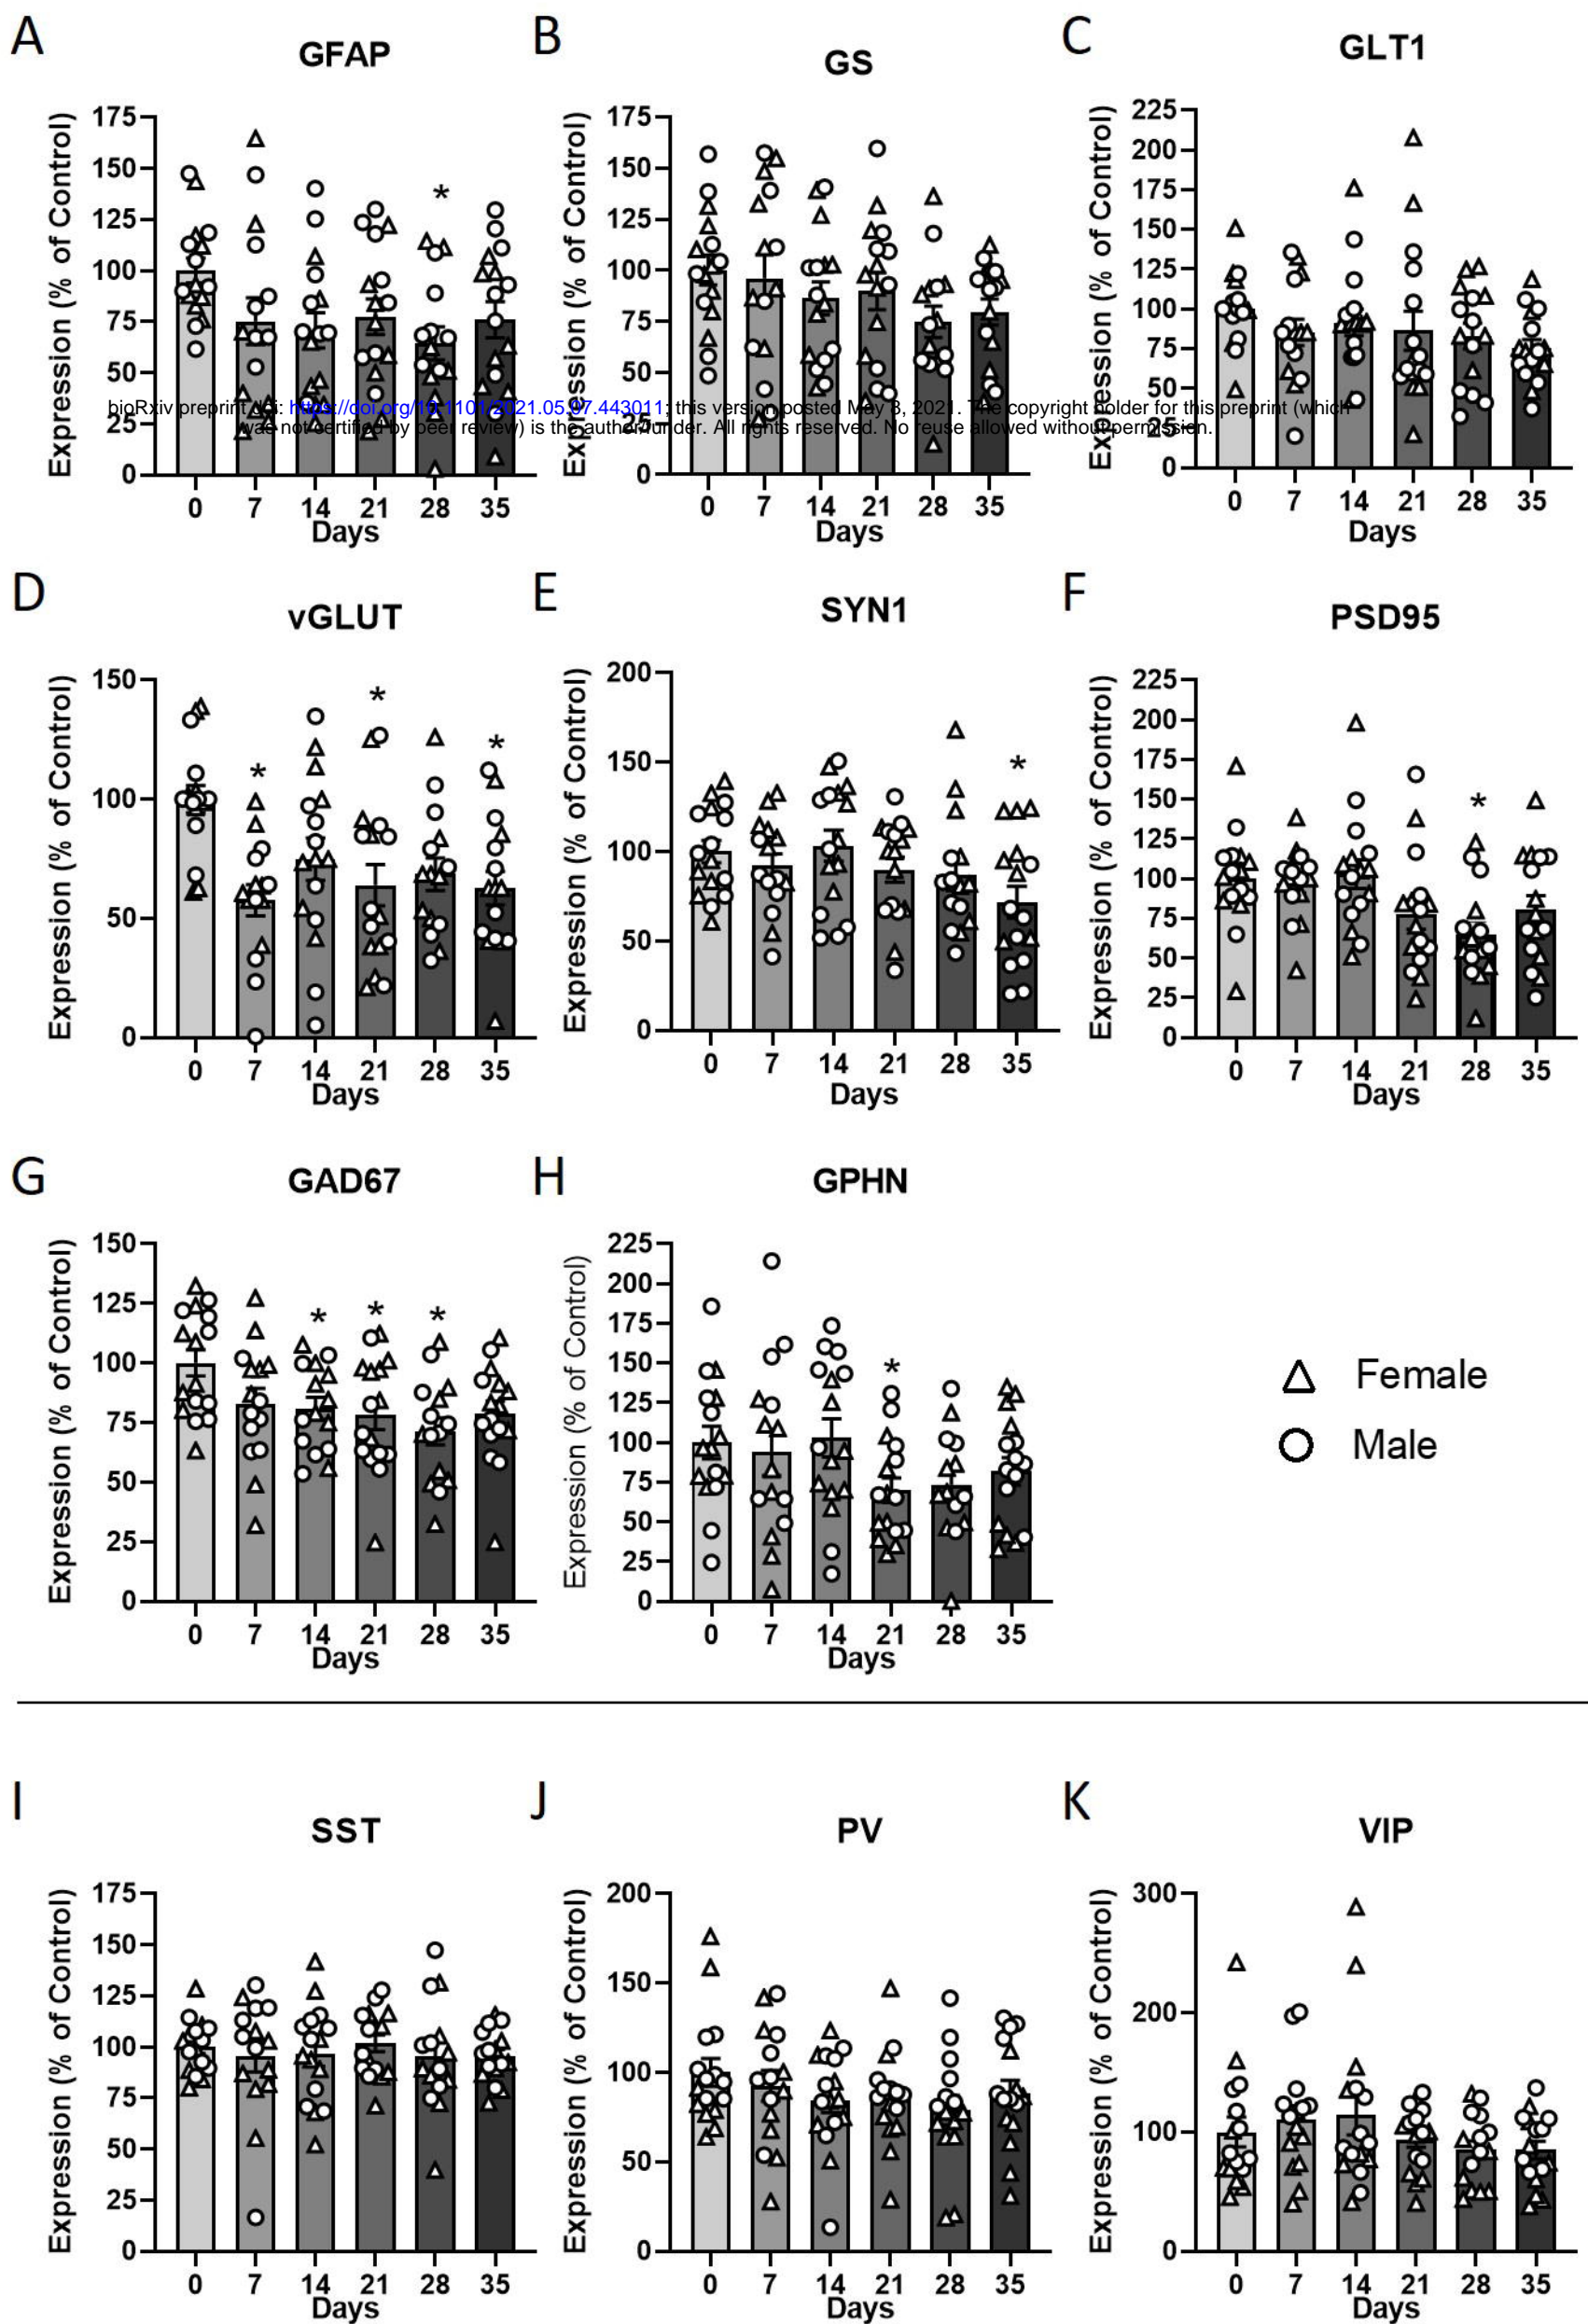 A
GFAP
Expression (% of Control)
175
150
125
100
75
50
25
0
0 7 14 21 28 35
Days
*
B
GS
Expression (% of Control)
175
150
125
100
75
50
25
0
0 7 14 21 28 35
Days
C
GLT1
Expression (% of Control)
225
200
175
150
125
100
75
50
25
0
0 7 14 21 28 35
Days
bioRxiv preprint doi: https://doi.org/10.1101/2021.05.07.443011; this version posted May 8, 2021. The copyright holder for this preprint (which
was not certified by peer review) is the author/funder. All rights reserved. No reuse allowed without permission.
D
vGLUT
Expression (% of Control)
150
100
50
0
0 7 14 21 28 35
Days
* * *
E
SYN1
Expression (% of Control)
200
150
100
50
0
0 7 14 21 28 35
Days
*
F
PSD95
Expression (% of Control)
225
200
175
150
125
100
75
50
25
0
0 7 14 21 28 35
Days
*
G
GAD67
Expression (% of Control)
150
125
100
75
50
25
0
0 7 14 21 28 35
Days
* * *
H
GPHN
Expression (% of Control)
225
200
175
150
125
100
75
50
25
0
0 7 14 21 28 35
Days
*
Female
Male
I
SST
Expression (% of Control)
175
150
125
100
75
50
25
0
0 7 14 21 28 35
Days
J
PV
Expression (% of Control)
200
150
100
50
0
0 7 14 21 28 35
Days
K
VIP
Expression (% of Control)
300
200
100
0
0 7 14 21 28 35
Days